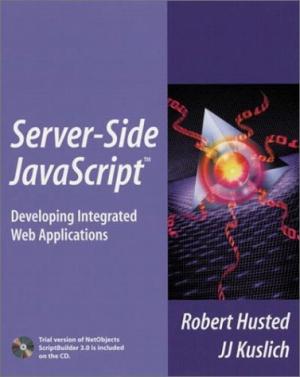 Server-Side
JavaScript™
Developing Integrated
Web Applications
Robert Husted
JJ Kuslich
Trial version of NetObjects
ScriptBuilder 3.0 is included
on the CD.